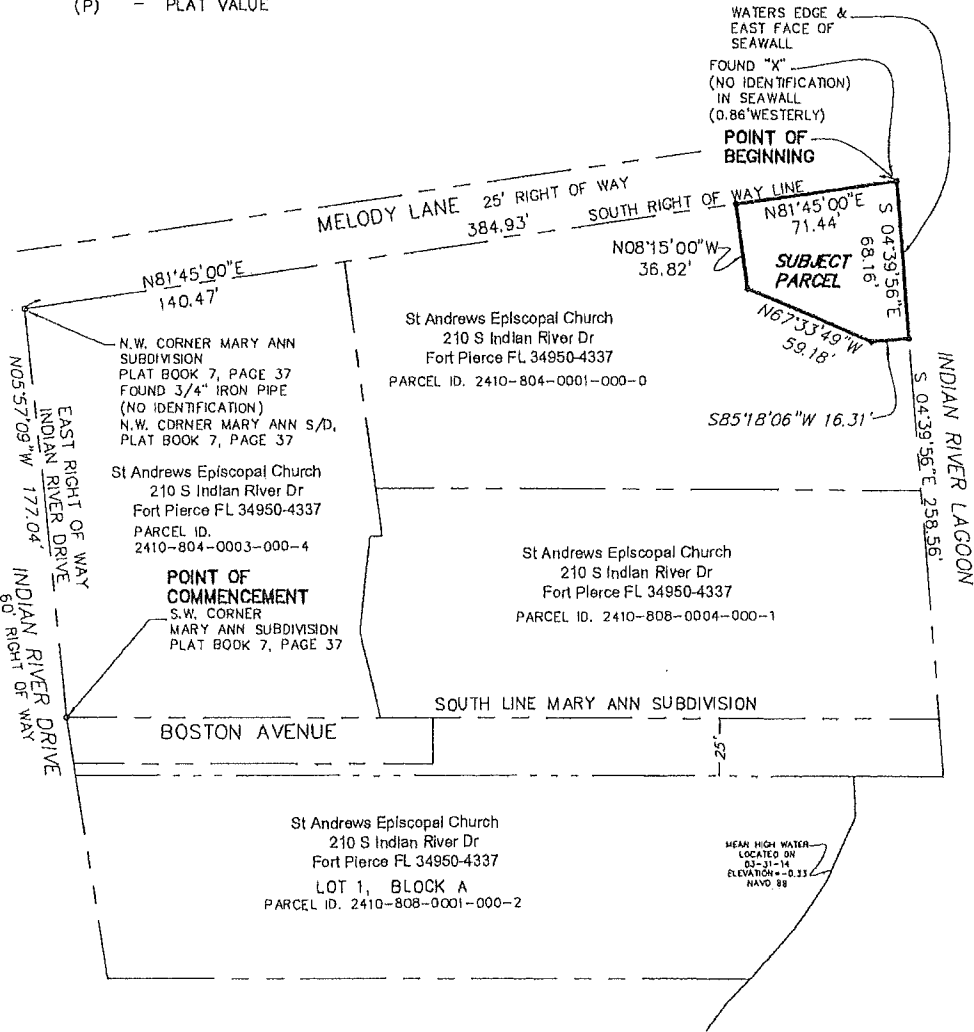 (P) - PLAT VALUE
WATERS EDGE &
EAST FACE OF
SEAWALL
FOUND "X"
(NO IDENTIFICATION)
IN SEAWALL
(0.86'WESTERLY)
POINT OF
BEGINNING
MELODY LANE 25' RIGHT OF WAY
384.93'
SOUTH RIGHT OF WAY LINE
N81°45'00"E
71.44'
S 04°39'56"E
68.16'
N08°15'00"W
36.82'
SUBJECT
PARCEL
N67°33'49"W
59.18'
S85°18'06"W 16.31'
N81°45'00"E
140.47'
N.W. CORNER MARY ANN
SUBDIVISION
PLAT BOOK 7, PAGE 37
FOUND 3/4" IRON PIPE
(NO IDENTIFICATION)
N.W. CORNER MARY ANN S/D,
PLAT BOOK 7, PAGE 37
St Andrews Episcopal Church
210 S Indian River Dr
Fort Pierce FL 34950-4337
PARCEL ID. 2410-804-0001-000-0
INDIAN RIVER LAGOON
S 04°39'56"E 258.56'
N05°57'09"W 177.04'
EAST RIGHT OF WAY
INDIAN RIVER DRIVE
St Andrews Episcopal Church
210 S Indian River Dr
Fort Pierce FL 34950-4337
PARCEL ID.
2410-804-0003-000-4
St Andrews Episcopal Church
210 S Indian River Dr
Fort Pierce FL 34950-4337
PARCEL ID. 2410-808-0004-000-1
POINT OF
COMMENCEMENT
S.W. CORNER
MARY ANN SUBDIVISION
PLAT BOOK 7, PAGE 37
INDIAN RIVER DRIVE
60' RIGHT OF WAY
SOUTH LINE MARY ANN SUBDIVISION
BOSTON AVENUE
25'
St Andrews Episcopal Church
210 S Indian River Dr
Fort Pierce FL 34950-4337
LOT 1, BLOCK A
PARCEL ID. 2410-808-0001-000-2
MEAN HIGH WATER
LOCATED ON
03-31-14
ELEVATION=-0.33
NAVD 88